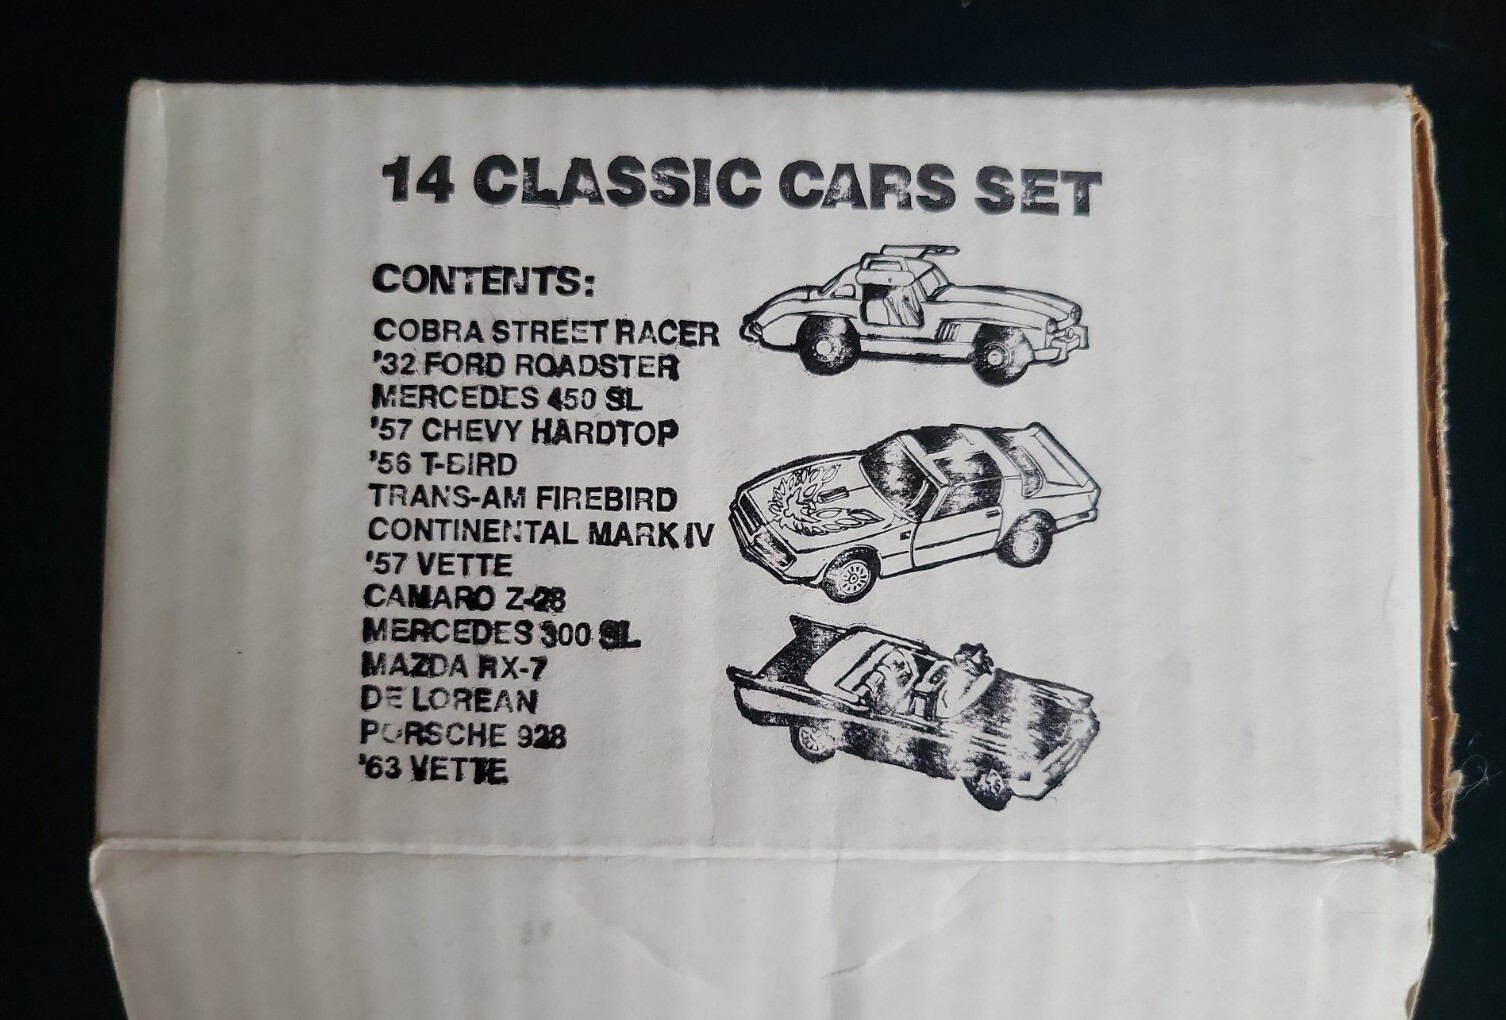 14 CLASSIC CARS SET
CONTENTS:
COBRA STREET RACER
'32 FORD ROADSTER
MERCEDES 450 SL
'57 CHEVY HARDTOP
'56 T-BIRD
TRANS-AM FIREBIRD
CONTINENTAL MARK IV
'57 VETTE
CAMARO Z-28
MERCEDES 300 SL
MAZDA RX-7
DE LOREAN
PORSCHE 928
'63 VETTE